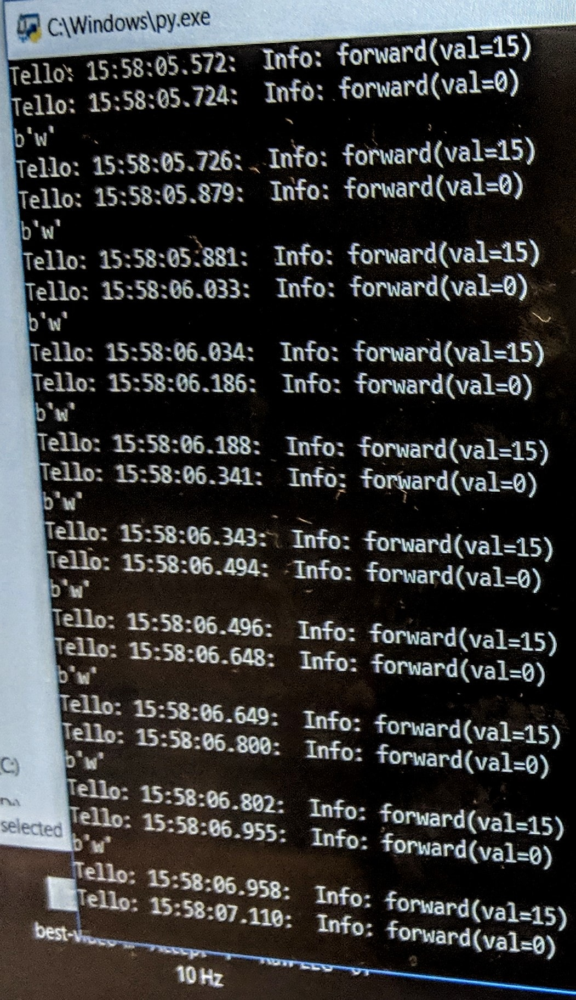 C:\Windows\py.exe
Tello: 15:58:05.572: Info: forward(val=15)
Tello: 15:58:05.724: Info: forward(val=0)
b'w'
Tello: 15:58:05.726: Info: forward(val=15)
Tello: 15:58:05.879: Info: forward(val=0)
b'w'
Tello: 15:58:05.881: Info: forward(val=15)
Tello: 15:58:06.033: Info: forward(val=0)
b'w'
Tello: 15:58:06.034: Info: forward(val=15)
Tello: 15:58:06.186: Info: forward(val=0)
b'w'
Tello: 15:58:06.188: Info: forward(val=15)
Tello: 15:58:06.341: Info: forward(val=0)
b'w'
Tello: 15:58:06.343: Info: forward(val=15)
Tello: 15:58:06.494: Info: forward(val=0)
b'w'
Tello: 15:58:06.496: Info: forward(val=15)
Tello: 15:58:06.648: Info: forward(val=0)
b'w'
Tello: 15:58:06.649: Info: forward(val=15)
Tello: 15:58:06.800: Info: forward(val=0)
b'w'
Tello: 15:58:06.802: Info: forward(val=15)
Tello: 15:58:06.955: Info: forward(val=0)
b'w'
Tello: 15:58:06.958: Info: forward(val=15)
Tello: 15:58:07.110: Info: forward(val=0)
(C:)
selected
10 Hz